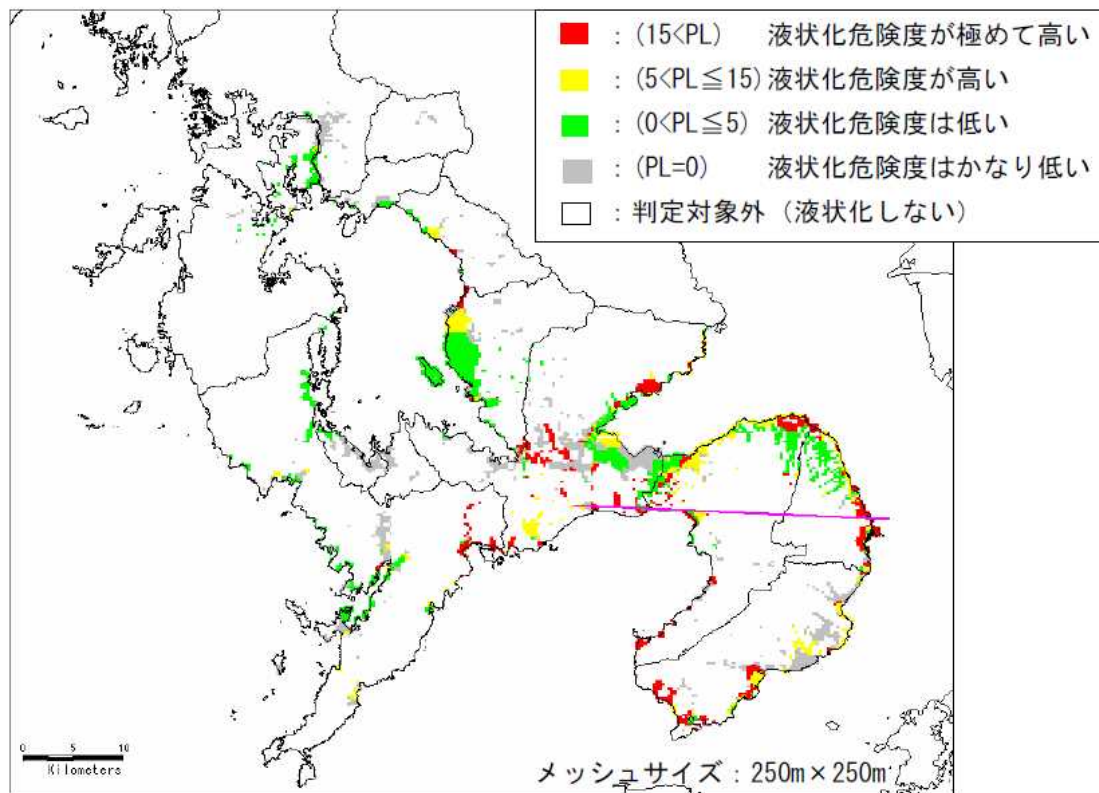 : (15<PL) 液状化危険度が極めて高い
: (5<PL≦15) 液状化危険度が高い
: (0<PL≦5) 液状化危険度は低い
: (PL=0) 液状化危険度はかなり低い
: 判定対象外 (液状化しない)
0 5 10
Kilometers
メッシュサイズ : 250m×250m